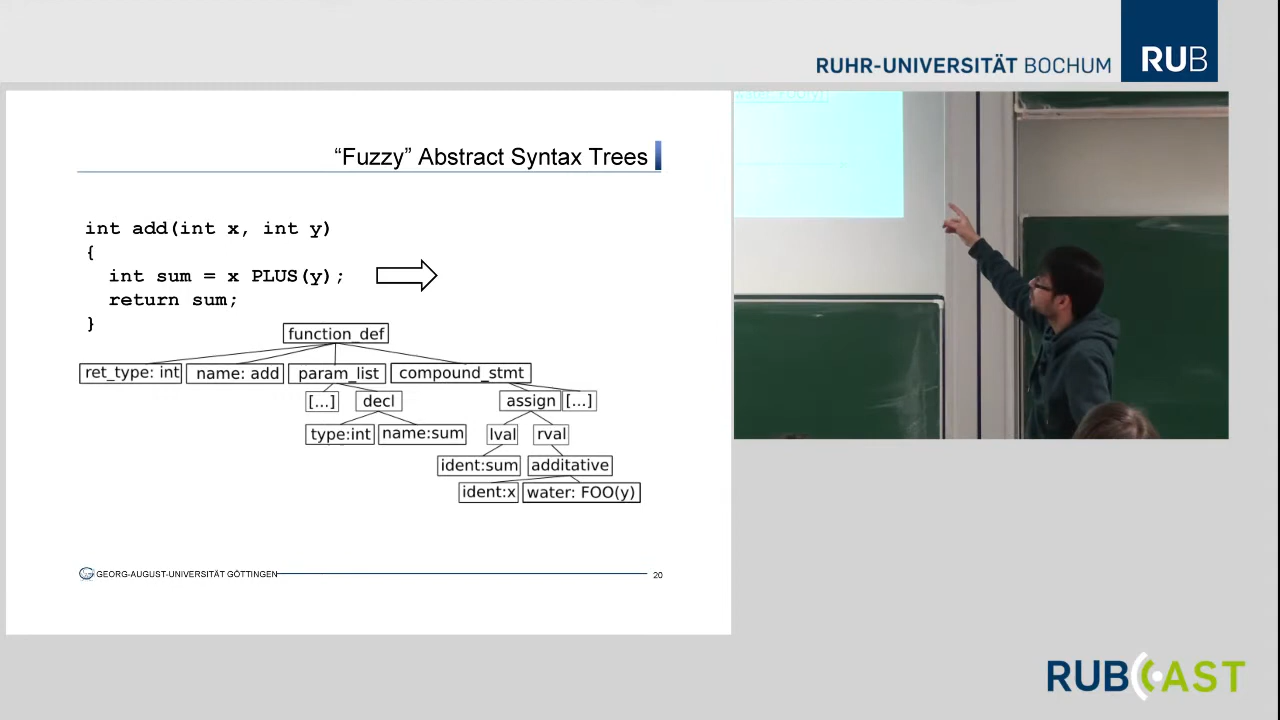 RUHR-UNIVERSITÄT BOCHUM RUB
"Fuzzy" Abstract Syntax Trees
int add(int x, int y)
{
int sum = x PLUS(y);
return sum;
}
function_def
ret_type: int name: add param_list compound_stmt
[...] decl assign [...]
type:int name:sum lval rval
ident:sum additative
ident:x water: FOO(y)
GEORG-AUGUST-UNIVERSITÄT GÖTTINGEN 20
water: FOO(y)
RUBCAST